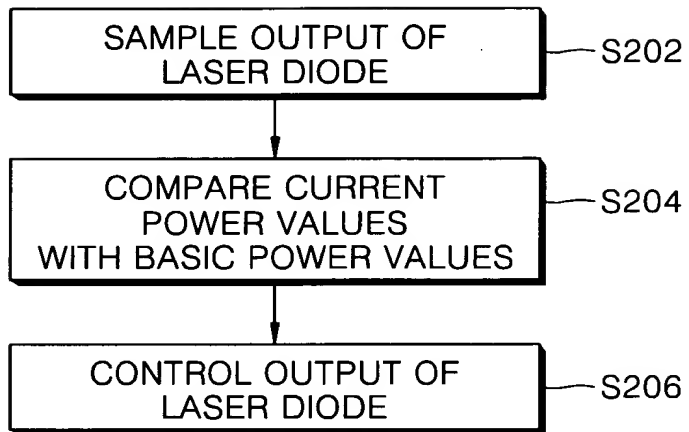 SAMPLE OUTPUT OF
LASER DIODE
S202
COMPARE CURRENT
POWER VALUES
WITH BASIC POWER VALUES
S204
CONTROL OUTPUT OF
LASER DIODE
S206